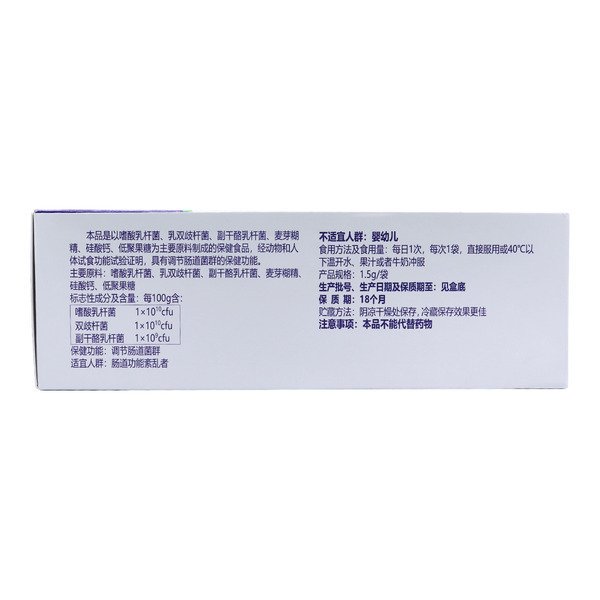 本品是以嗜酸乳杆菌、乳双歧杆菌、副干酪乳杆菌、麦芽糊
精、硅酸钙、低聚果糖为主要原料制成的保健食品，经动物和人
体试食功能试验证明，具有调节肠道菌群的保健功能。
主要原料：嗜酸乳杆菌、乳双歧杆菌、副干酪乳杆菌、麦芽糊精、
硅酸钙、低聚果糖
标志性成分及含量：每100g含：
嗜酸乳杆菌 1×10¹⁰cfu
双歧杆菌 1×10¹⁰cfu
副干酪乳杆菌 1×10⁹cfu
保健功能：调节肠道菌群
适宜人群：肠道功能紊乱者
不适宜人群：婴幼儿
食用方法及食用量：每日1次，每次1袋，直接服用或40℃以
下温开水、果汁或者牛奶冲服
产品规格：1.5g/袋
生产批号、生产日期及保质期至：见盒底
保 质 期：18个月
贮藏方法：阴凉干燥处保存，冷藏保存效果更佳
注意事项：本品不能代替药物